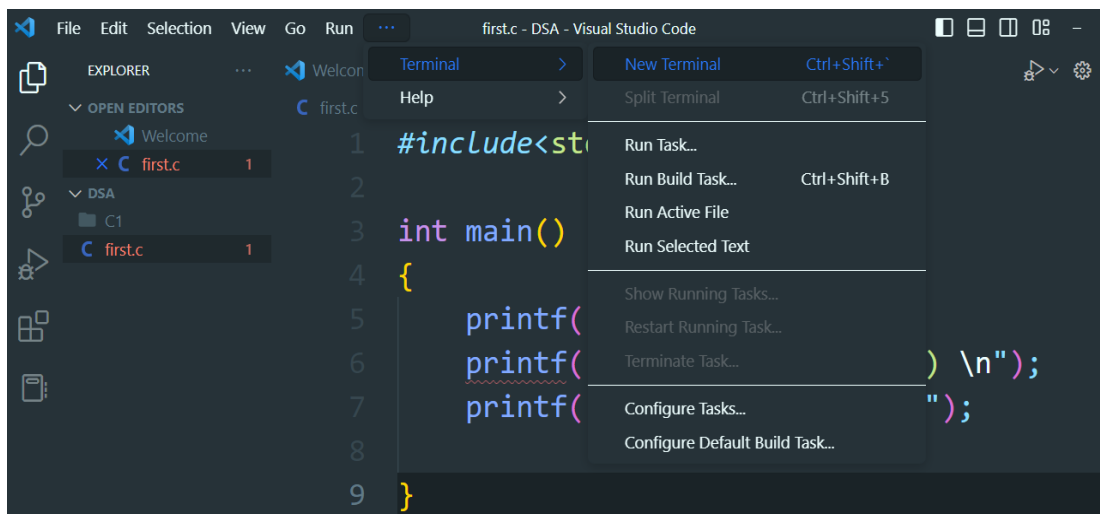 File Edit Selection View Go Run ··· first.c - DSA - Visual Studio Code
EXPLORER ···
OPEN EDITORS
Welcome
C first.c 1
DSA
C1
C first.c 1
Welcon
C first.c
Terminal
Help
New Terminal Ctrl+Shift+`
Split Terminal Ctrl+Shift+5
Run Task...
Run Build Task... Ctrl+Shift+B
Run Active File
Run Selected Text
Show Running Tasks...
Restart Running Task...
Terminate Task...
Configure Tasks...
Configure Default Build Task...
1 #include<st
2
3 int main()
4 {
5 printf(
6 printf( ) \n");
7 printf( ");
8
9 }